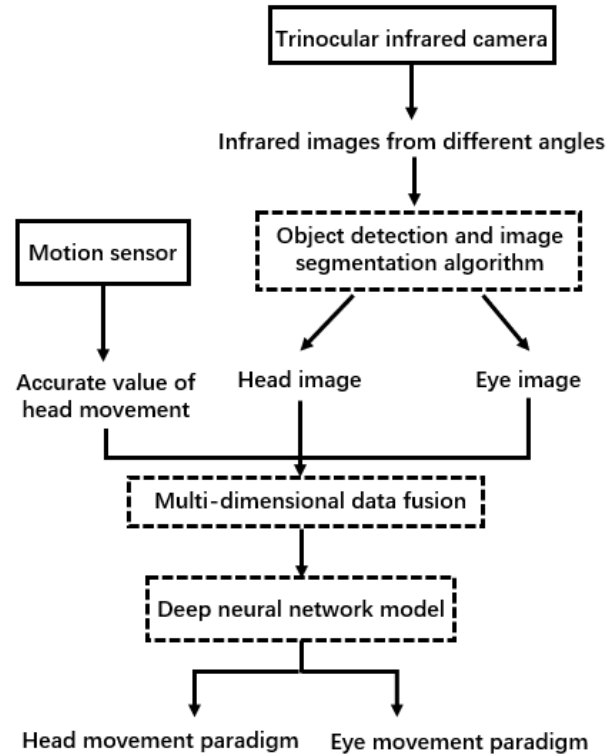 Trinocular infrared camera
Infrared images from different angles
Object detection and image
segmentation algorithm
Motion sensor
Accurate value of
head movement
Head image
Eye image
Multi-dimensional data fusion
Deep neural network model
Head movement paradigm
Eye movement paradigm